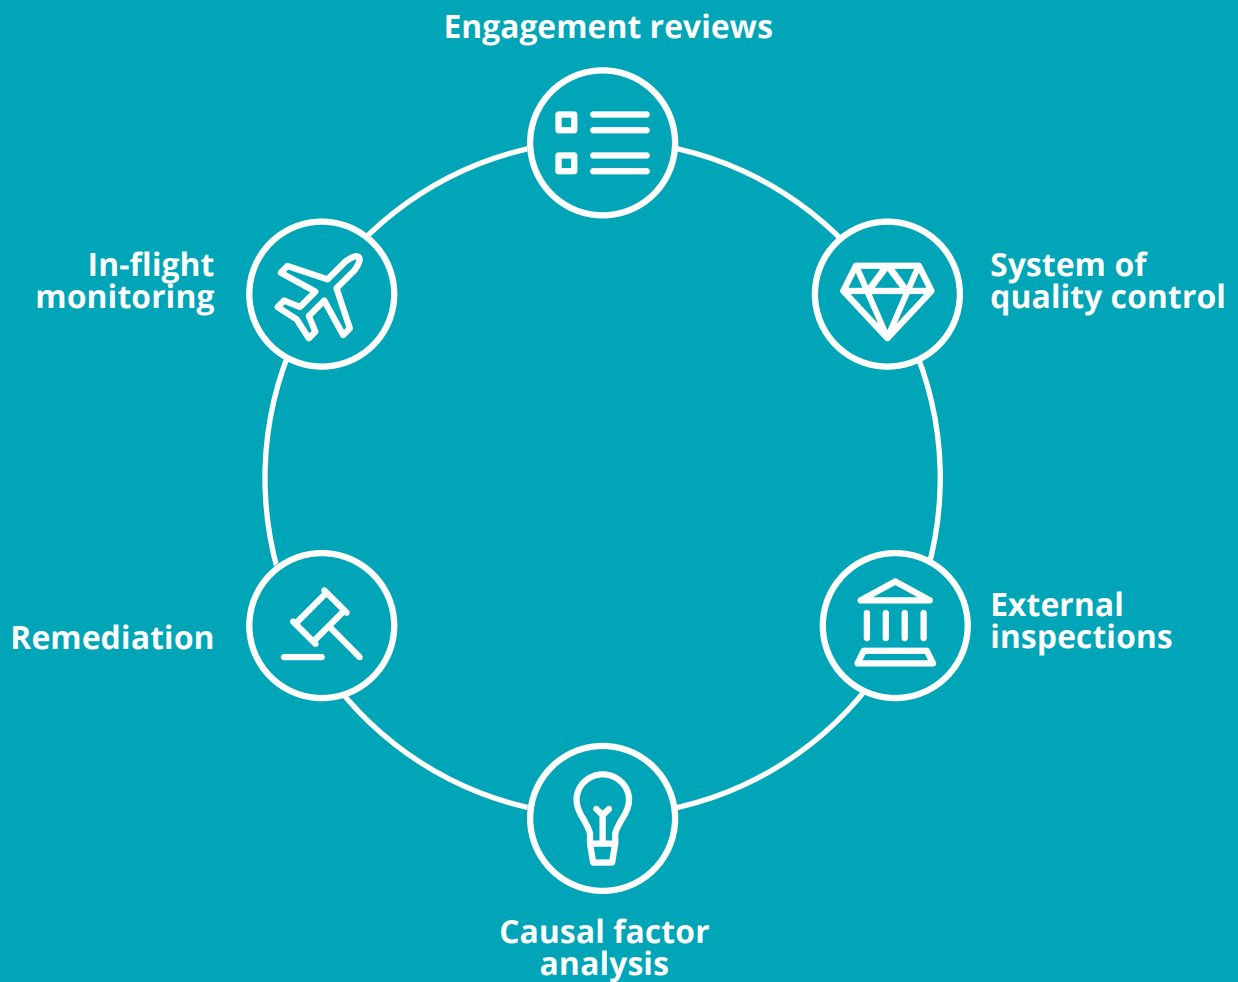 Engagement reviews
In-flight
monitoring
System of
quality control
Remediation
External
inspections
Causal factor
analysis